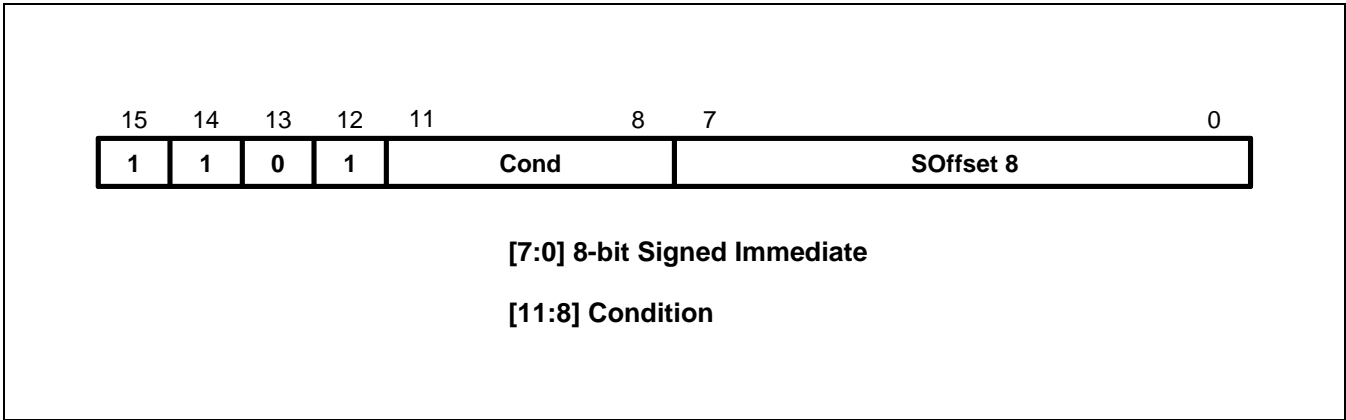 15 14 13 12 11 8 7 0
1 1 0 1 Cond SOffset 8
[7:0] 8-bit Signed Immediate
[11:8] Condition